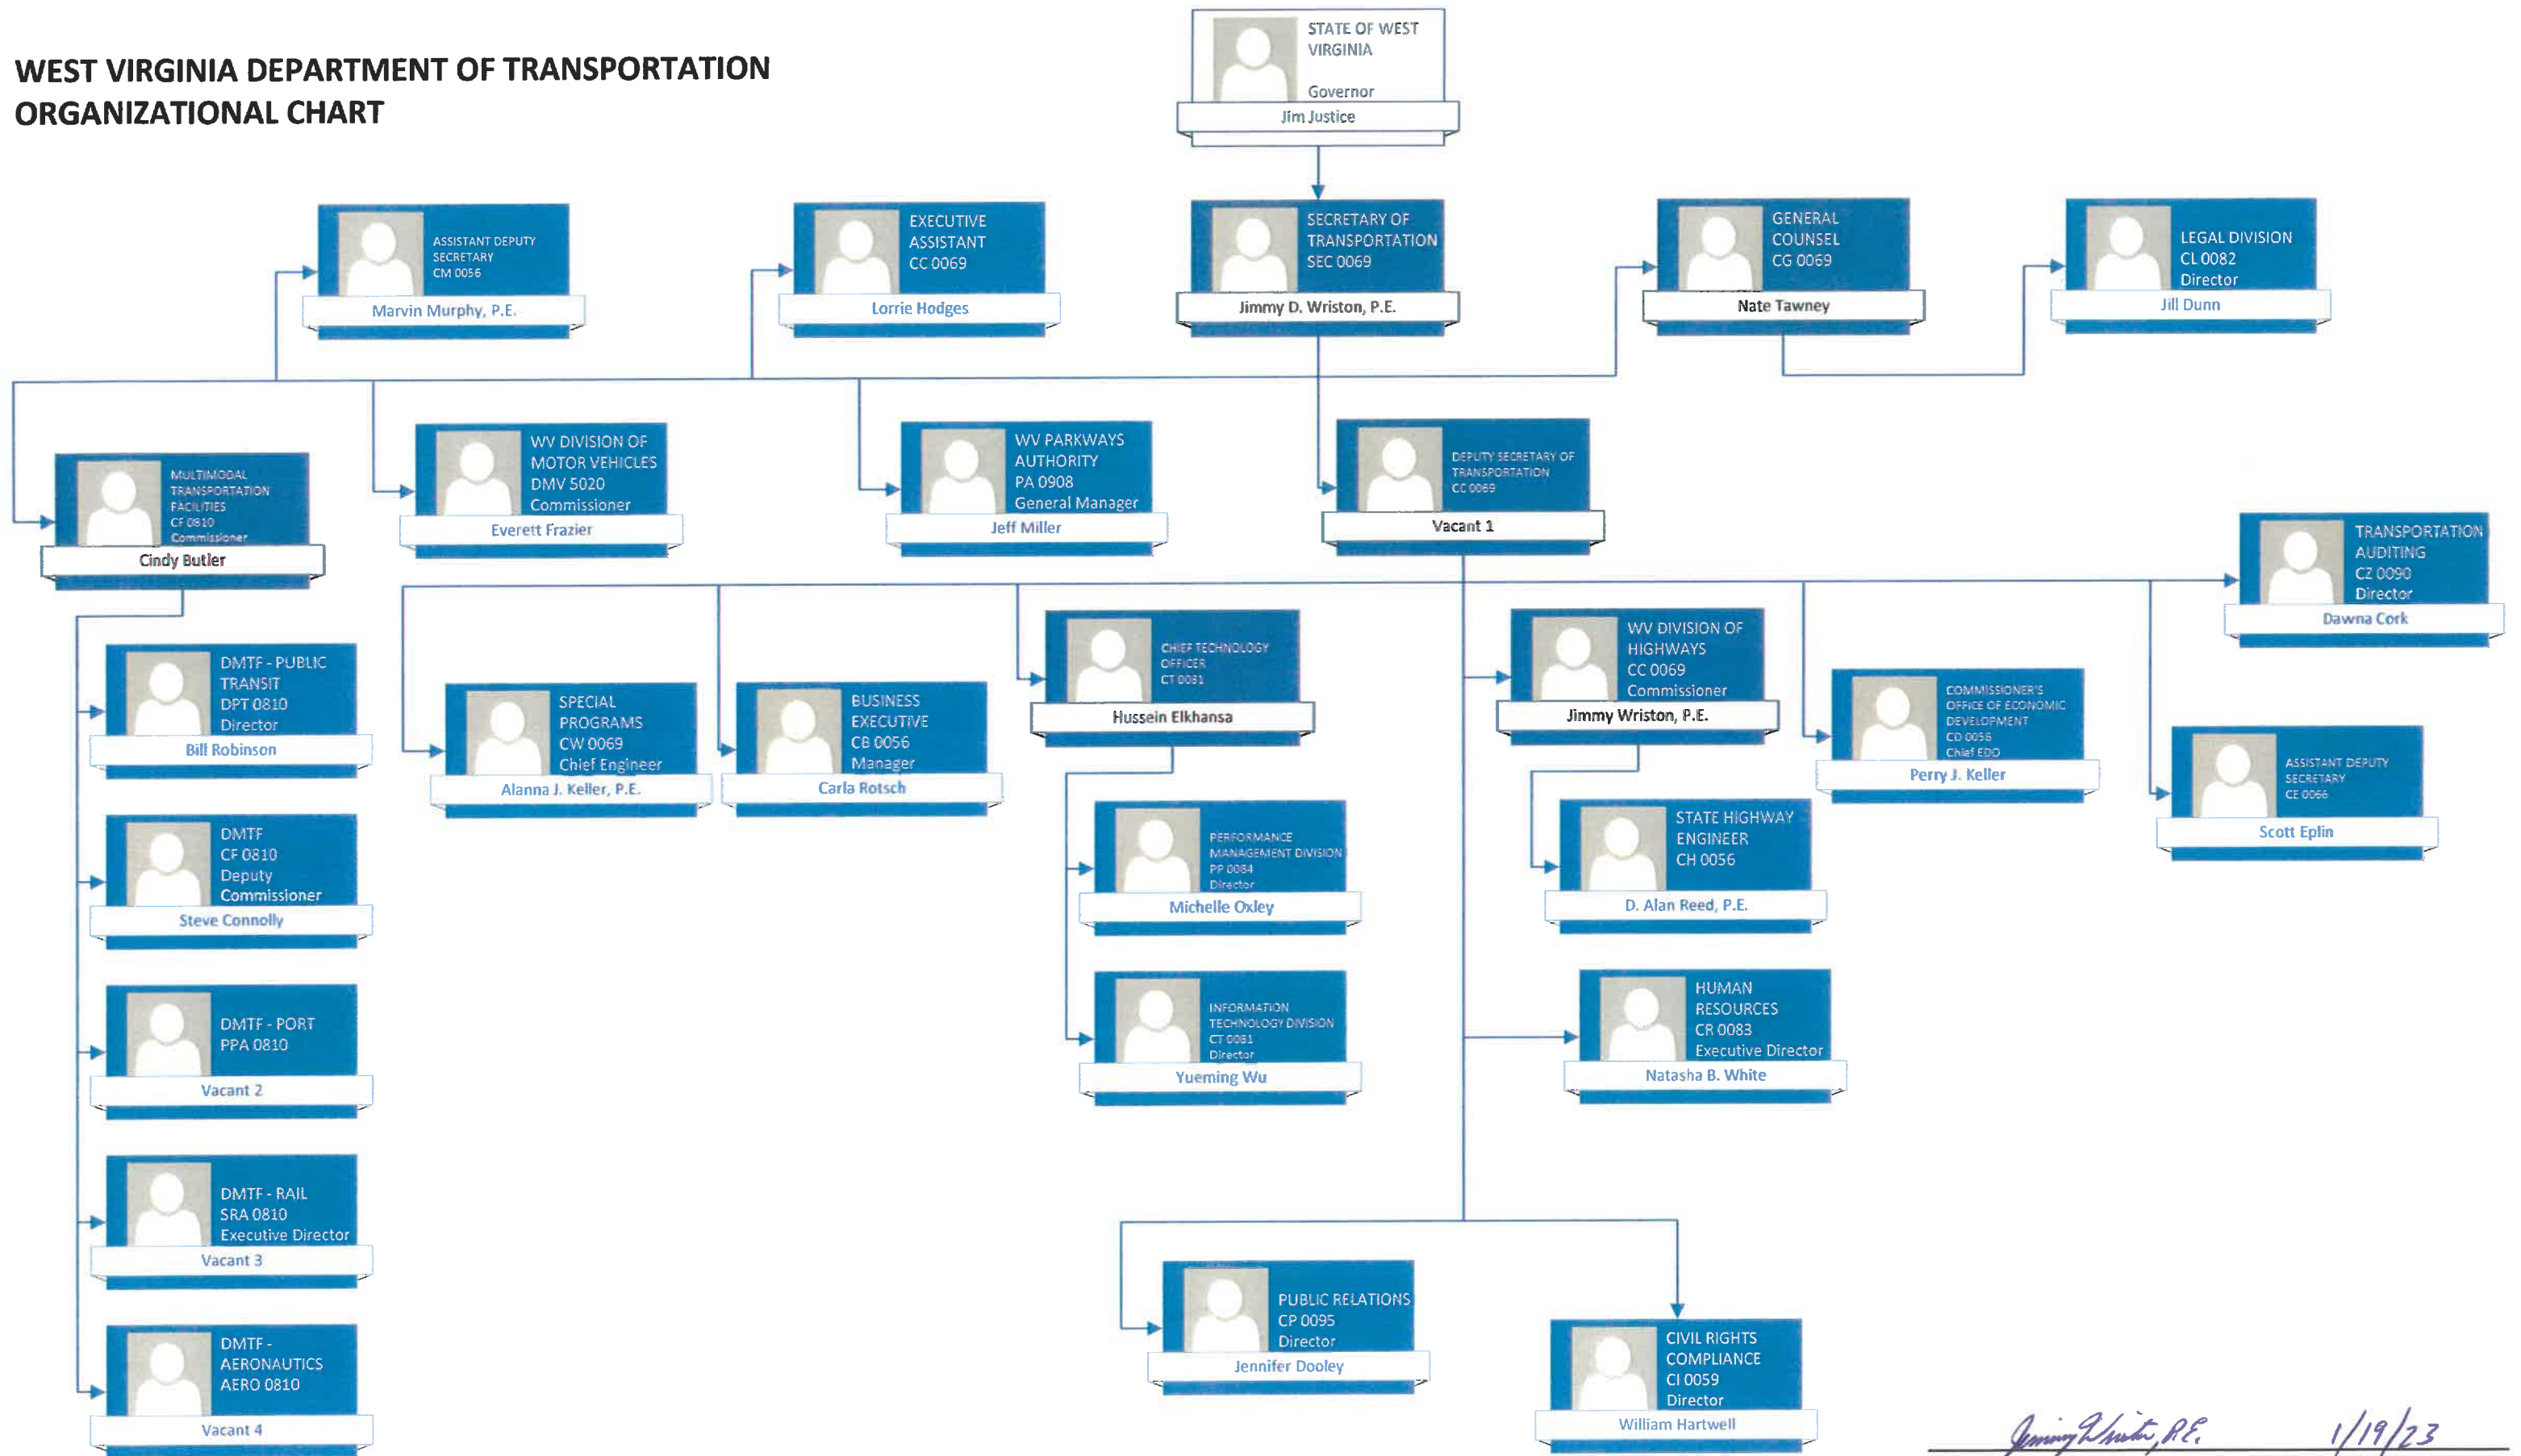 WEST VIRGINIA DEPARTMENT OF TRANSPORTATION
ORGANIZATIONAL CHART
STATE OF WEST
VIRGINIA
Governor
Jim Justice
ASSISTANT DEPUTY
SECRETARY
CM 0056
Marvin Murphy, P.E.
EXECUTIVE
ASSISTANT
CC 0069
Lorrie Hodges
SECRETARY OF
TRANSPORTATION
SEC 0069
Jimmy D. Wriston, P.E.
GENERAL
COUNSEL
CG 0069
Nate Tawney
LEGAL DIVISION
CL 0082
Director
Jill Dunn
MULTIMODAL
TRANSPORTATION
FACILITIES
CF 0810
Commissioner
Cindy Butler
WV DIVISION OF
MOTOR VEHICLES
DMV 5020
Commissioner
Everett Frazier
WV PARKWAYS
AUTHORITY
PA 0908
General Manager
Jeff Miller
DEPUTY SECRETARY OF
TRANSPORTATION
CC 0069
Vacant 1
TRANSPORTATION
AUDITING
CZ 0090
Director
Dawna Cork
DMTF - PUBLIC
TRANSIT
DPT 0810
Director
Bill Robinson
SPECIAL
PROGRAMS
CW 0069
Chief Engineer
Alanna J. Keller, P.E.
BUSINESS
EXECUTIVE
CB 0056
Manager
Carla Rotsch
CHIEF TECHNOLOGY
OFFICER
CT 0081
Hussein Elkhansa
WV DIVISION OF
HIGHWAYS
CC 0069
Commissioner
Jimmy Wriston, P.E.
COMMISSIONER'S
OFFICE OF ECONOMIC
DEVELOPMENT
CD 0056
Chief EDO
Perry J. Keller
ASSISTANT DEPUTY
SECRETARY
CE 0066
Scott Eplin
DMTF
CF 0810
Deputy
Commissioner
Steve Connolly
PERFORMANCE
MANAGEMENT DIVISION
PP 0084
Director
Michelle Oxley
STATE HIGHWAY
ENGINEER
CH 0056
D. Alan Reed, P.E.
DMTF - PORT
PPA 0810
Vacant 2
INFORMATION
TECHNOLOGY DIVISION
CT 0081
Director
Yueming Wu
HUMAN
RESOURCES
CR 0083
Executive Director
Natasha B. White
DMTF - RAIL
SRA 0810
Executive Director
Vacant 3
DMTF -
AERONAUTICS
AERO 0810
Vacant 4
PUBLIC RELATIONS
CP 0095
Director
Jennifer Dooley
CIVIL RIGHTS
COMPLIANCE
CI 0059
Director
William Hartwell
Jimmy Wriston, P.E. 1/19/23